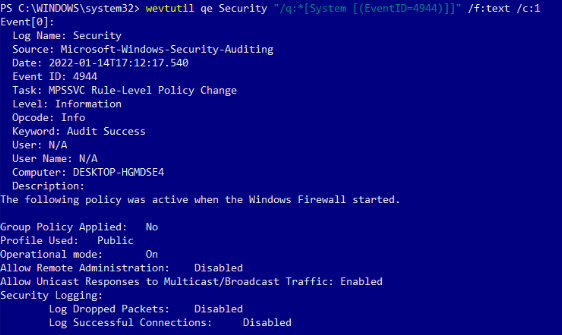 PS C:\WINDOWS\system32> wevtutil qe Security "/q:*[System [(EventID=4944)]]" /f:text /c:1
Event[0]:
  Log Name: Security
  Source: Microsoft-Windows-Security-Auditing
  Date: 2022-01-14T17:12:17.540
  Event ID: 4944
  Task: MPSSVC Rule-Level Policy Change
  Level: Information
  Opcode: Info
  Keyword: Audit Success
  User: N/A
  User Name: N/A
  Computer: DESKTOP-HGMDSE4
  Description:
The following policy was active when the Windows Firewall started.

Group Policy Applied:   No
Profile Used:   Public
Operational mode:       On
Allow Remote Administration:    Disabled
Allow Unicast Responses to Multicast/Broadcast Traffic: Enabled
Security Logging:
        Log Dropped Packets:    Disabled
        Log Successful Connections:     Disabled